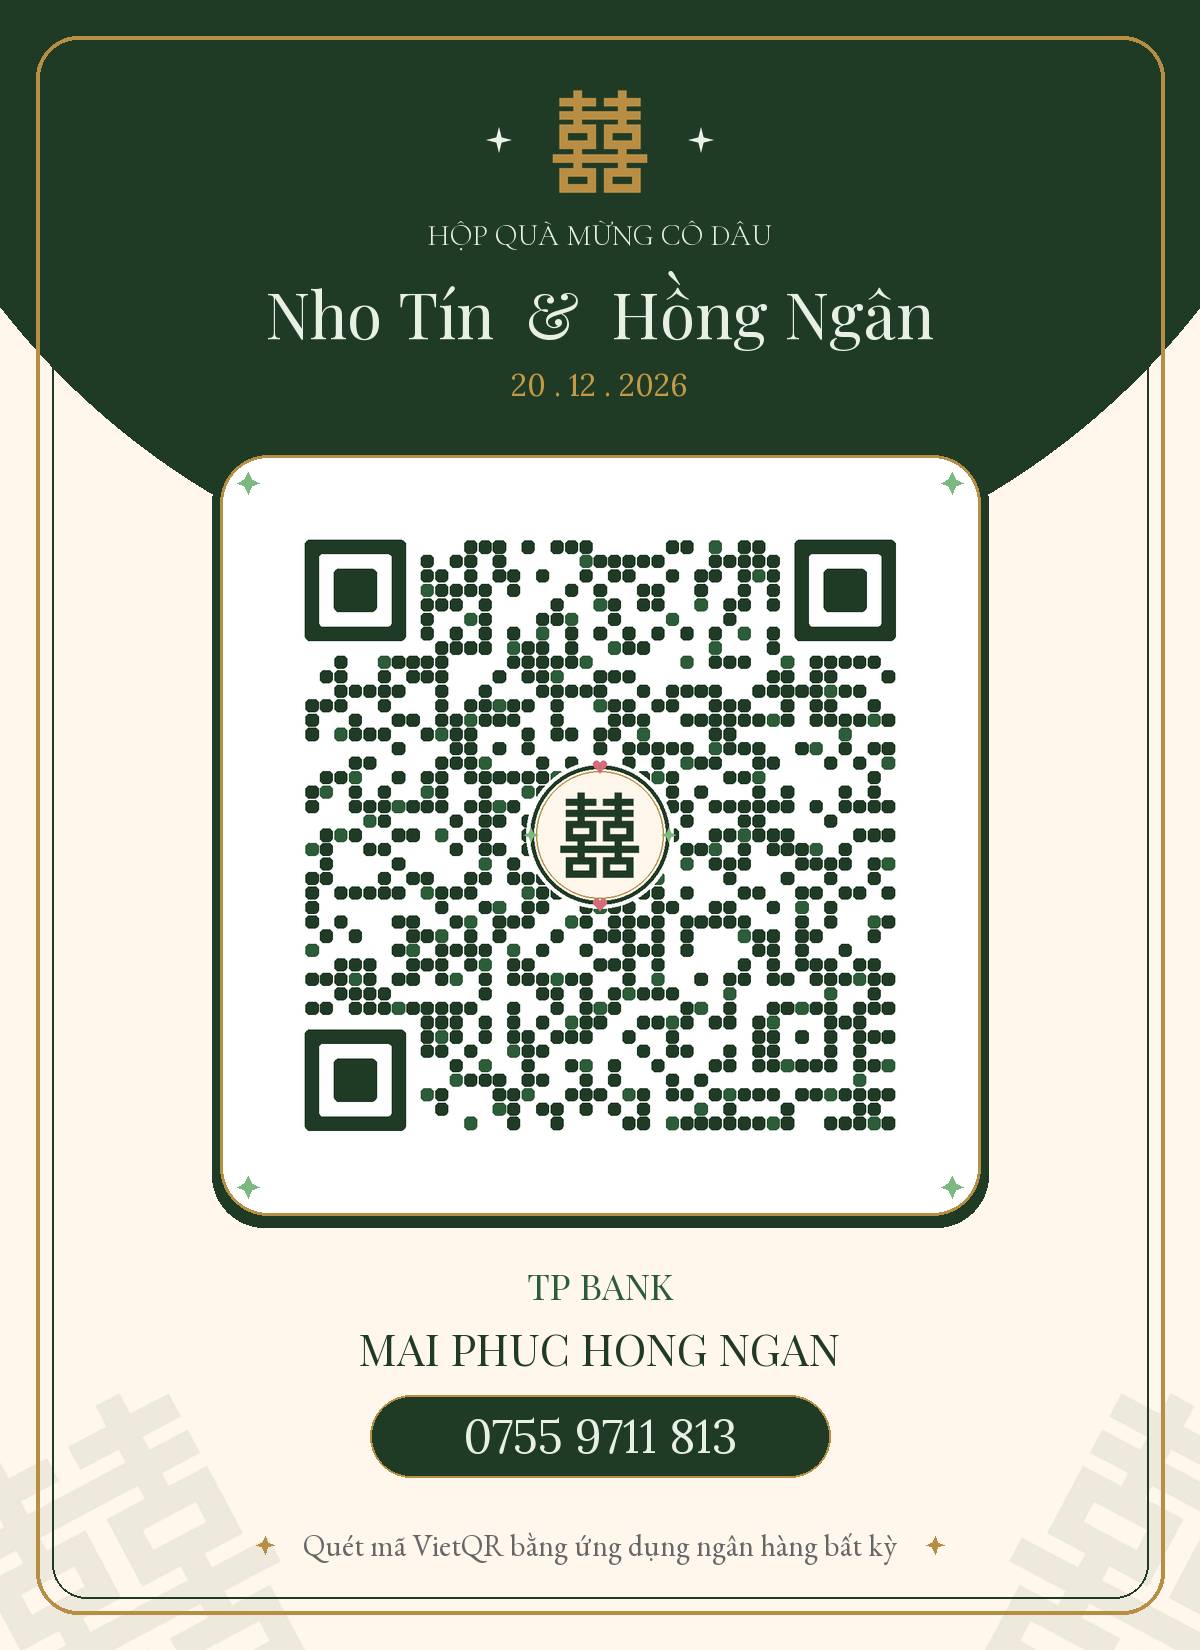 囍
HỘP QUÀ MỪNG CÔ DÂU
Nho Tín & Hồng Ngân
20 . 12 . 2026
囍
TP BANK
MAI PHUC HONG NGAN
0755 9711 813
Quét mã VietQR bằng ứng dụng ngân hàng bất kỳ